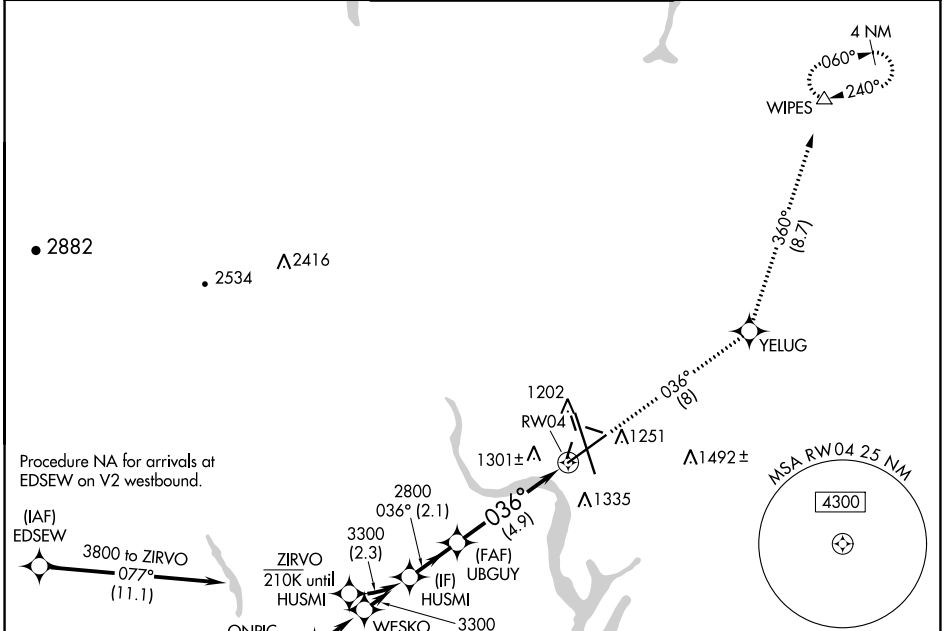 4 NM
060°
240°
WIPES
360°
(8.7)
2882
2534
2416
YELUG
036°
(8)
1202
RW04
1251
1301±
1492±
1335
MSA RW04 25 NM
4300
Procedure NA for arrivals at
EDSEW on V2 westbound.
(IAF)
EDSEW
3800 to ZIRVO
077°
(11.1)
2800
036° (2.1)
036°
(4.9)
3300
(2.3)
(FAF)
UBGUY
ZIRVO
210K until
HUSMI
(IF)
HUSMI
WESKO
3300